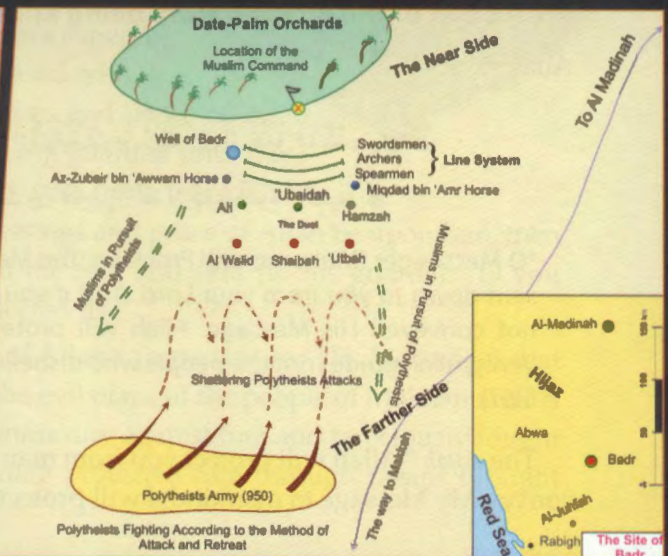 Date-Palm Orchards
Location of the
Muslim Command
The Near Side
To Al Madinah
Well of Badr
Swordsmen
Archers
Spearmen
Line System
Az-Zubair bin 'Awwam Horse
Miqdad bin 'Amr Horse
'Ubaidah
Ali
Hamzah
The Duel
Al Walid
Shaibah
'Utbah
Muslims in Pursuit
of Polytheists
Muslims in Pursuit of Polytheists
Shattering Polytheists Attacks
The Farther Side
The way to Makkah
Polytheists Army (950)
Polytheists Fighting According to the Method of
Attack and Retreat
Al-Madinah
Hijaz
Abwa
Badr
Al-Juhfah
Rabigh
Red Sea
The Site of
Badr